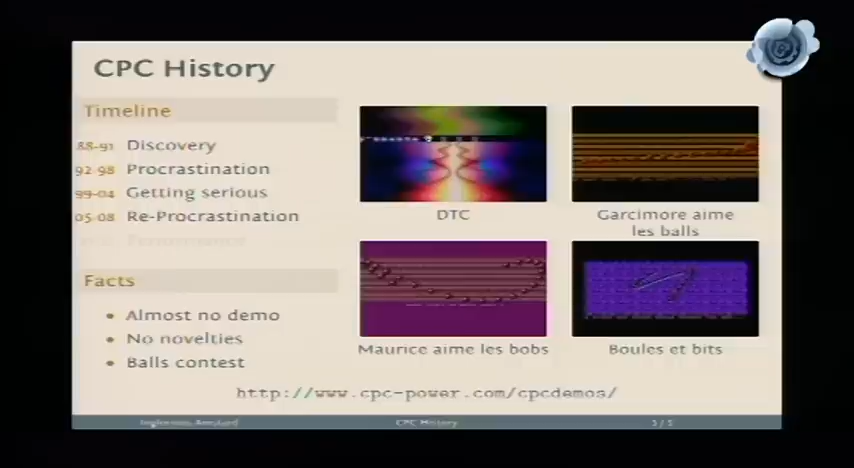 CPC History
Timeline
88-91 Discovery
92-98 Procrastination
99-04 Getting serious
05-08 Re-Procrastination
Facts
• Almost no demo
• No novelties
• Balls contest
DTC
Garcimore aime
les balls
Maurice aime les bobs
Boules et bits
http://www.cpc-power.com/cpcdemos/
CPC History